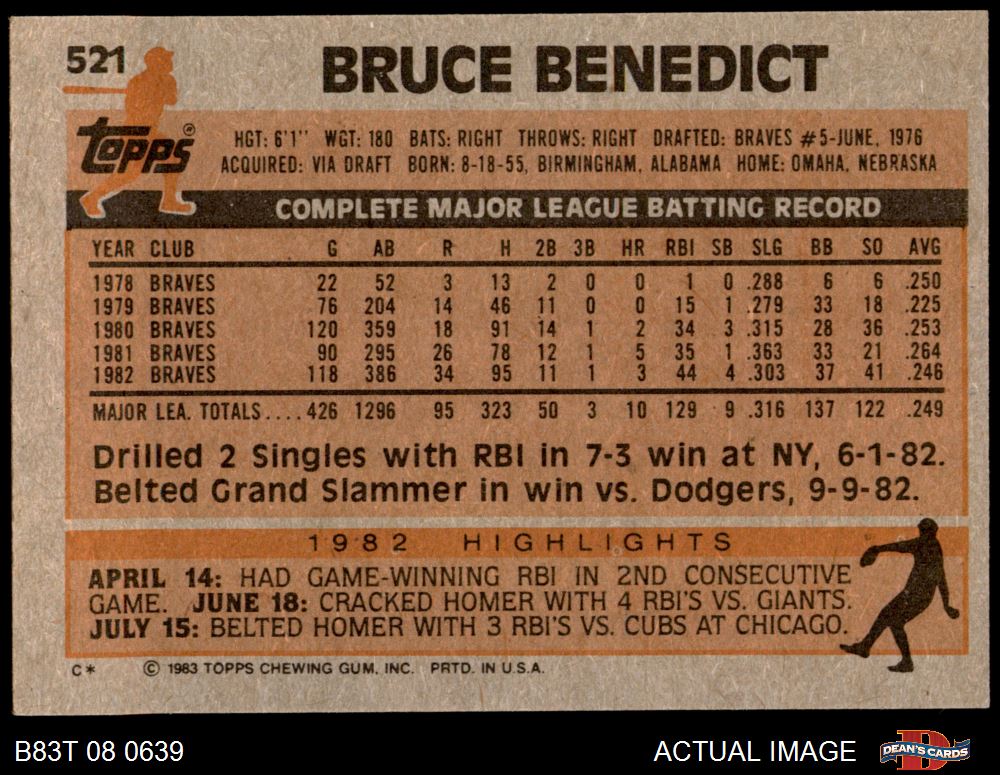 521
BRUCE BENEDICT
Topps®
HGT: 6'1'' WGT: 180 BATS: RIGHT THROWS: RIGHT DRAFTED: BRAVES #5-JUNE, 1976
ACQUIRED: VIA DRAFT BORN: 8-18-55, BIRMINGHAM, ALABAMA HOME: OMAHA, NEBRASKA
COMPLETE MAJOR LEAGUE BATTING RECORD
YEAR CLUB G AB R H 2B 3B HR RBI SB SLG BB SO AVG
1978 BRAVES 22 52 3 13 2 0 0 1 0 .288 6 6 .250
1979 BRAVES 76 204 14 46 11 0 0 15 1 .279 33 18 .225
1980 BRAVES 120 359 18 91 14 1 2 34 3 .315 28 36 .253
1981 BRAVES 90 295 26 78 12 1 5 35 1 .363 33 21 .264
1982 BRAVES 118 386 34 95 11 1 3 44 4 .303 37 41 .246
MAJOR LEA. TOTALS.... 426 1296 95 323 50 3 10 129 9 .316 137 122 .249
Drilled 2 Singles with RBI in 7-3 win at NY, 6-1-82.
Belted Grand Slammer in win vs. Dodgers, 9-9-82.
1982 HIGHLIGHTS
APRIL 14: HAD GAME-WINNING RBI IN 2ND CONSECUTIVE
GAME. JUNE 18: CRACKED HOMER WITH 4 RBI'S VS. GIANTS.
JULY 15: BELTED HOMER WITH 3 RBI'S VS. CUBS AT CHICAGO.
C* © 1983 TOPPS CHEWING GUM, INC. PRTD. IN U.S.A.
B83T 08 0639 ACTUAL IMAGE DEAN'S CARDS